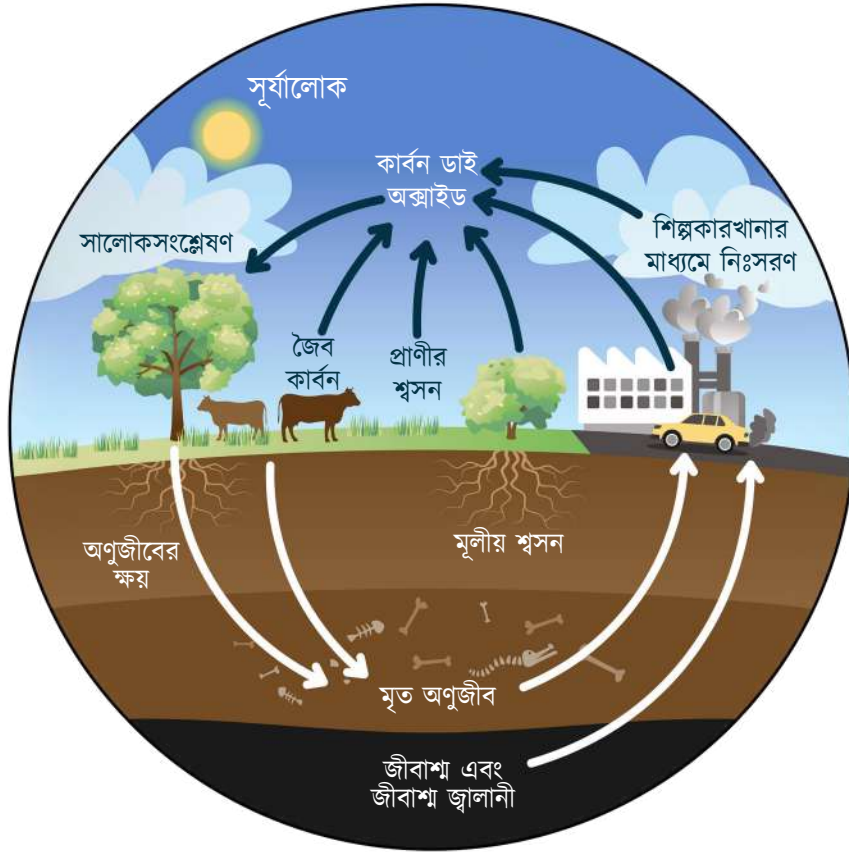 সূর্যালোক
কার্বন ডাই
অক্সাইড
সালোকসংশ্লেষণ
শিল্পকারখানার
মাধ্যমে নিঃসরণ
জৈব
কার্বন
প্রাণীর
শ্বসন
অণুজীবের
ক্ষয়
মূলীয় শ্বসন
মৃত অণুজীব
জীবাশ্ম এবং
জীবাশ্ম জ্বালানী